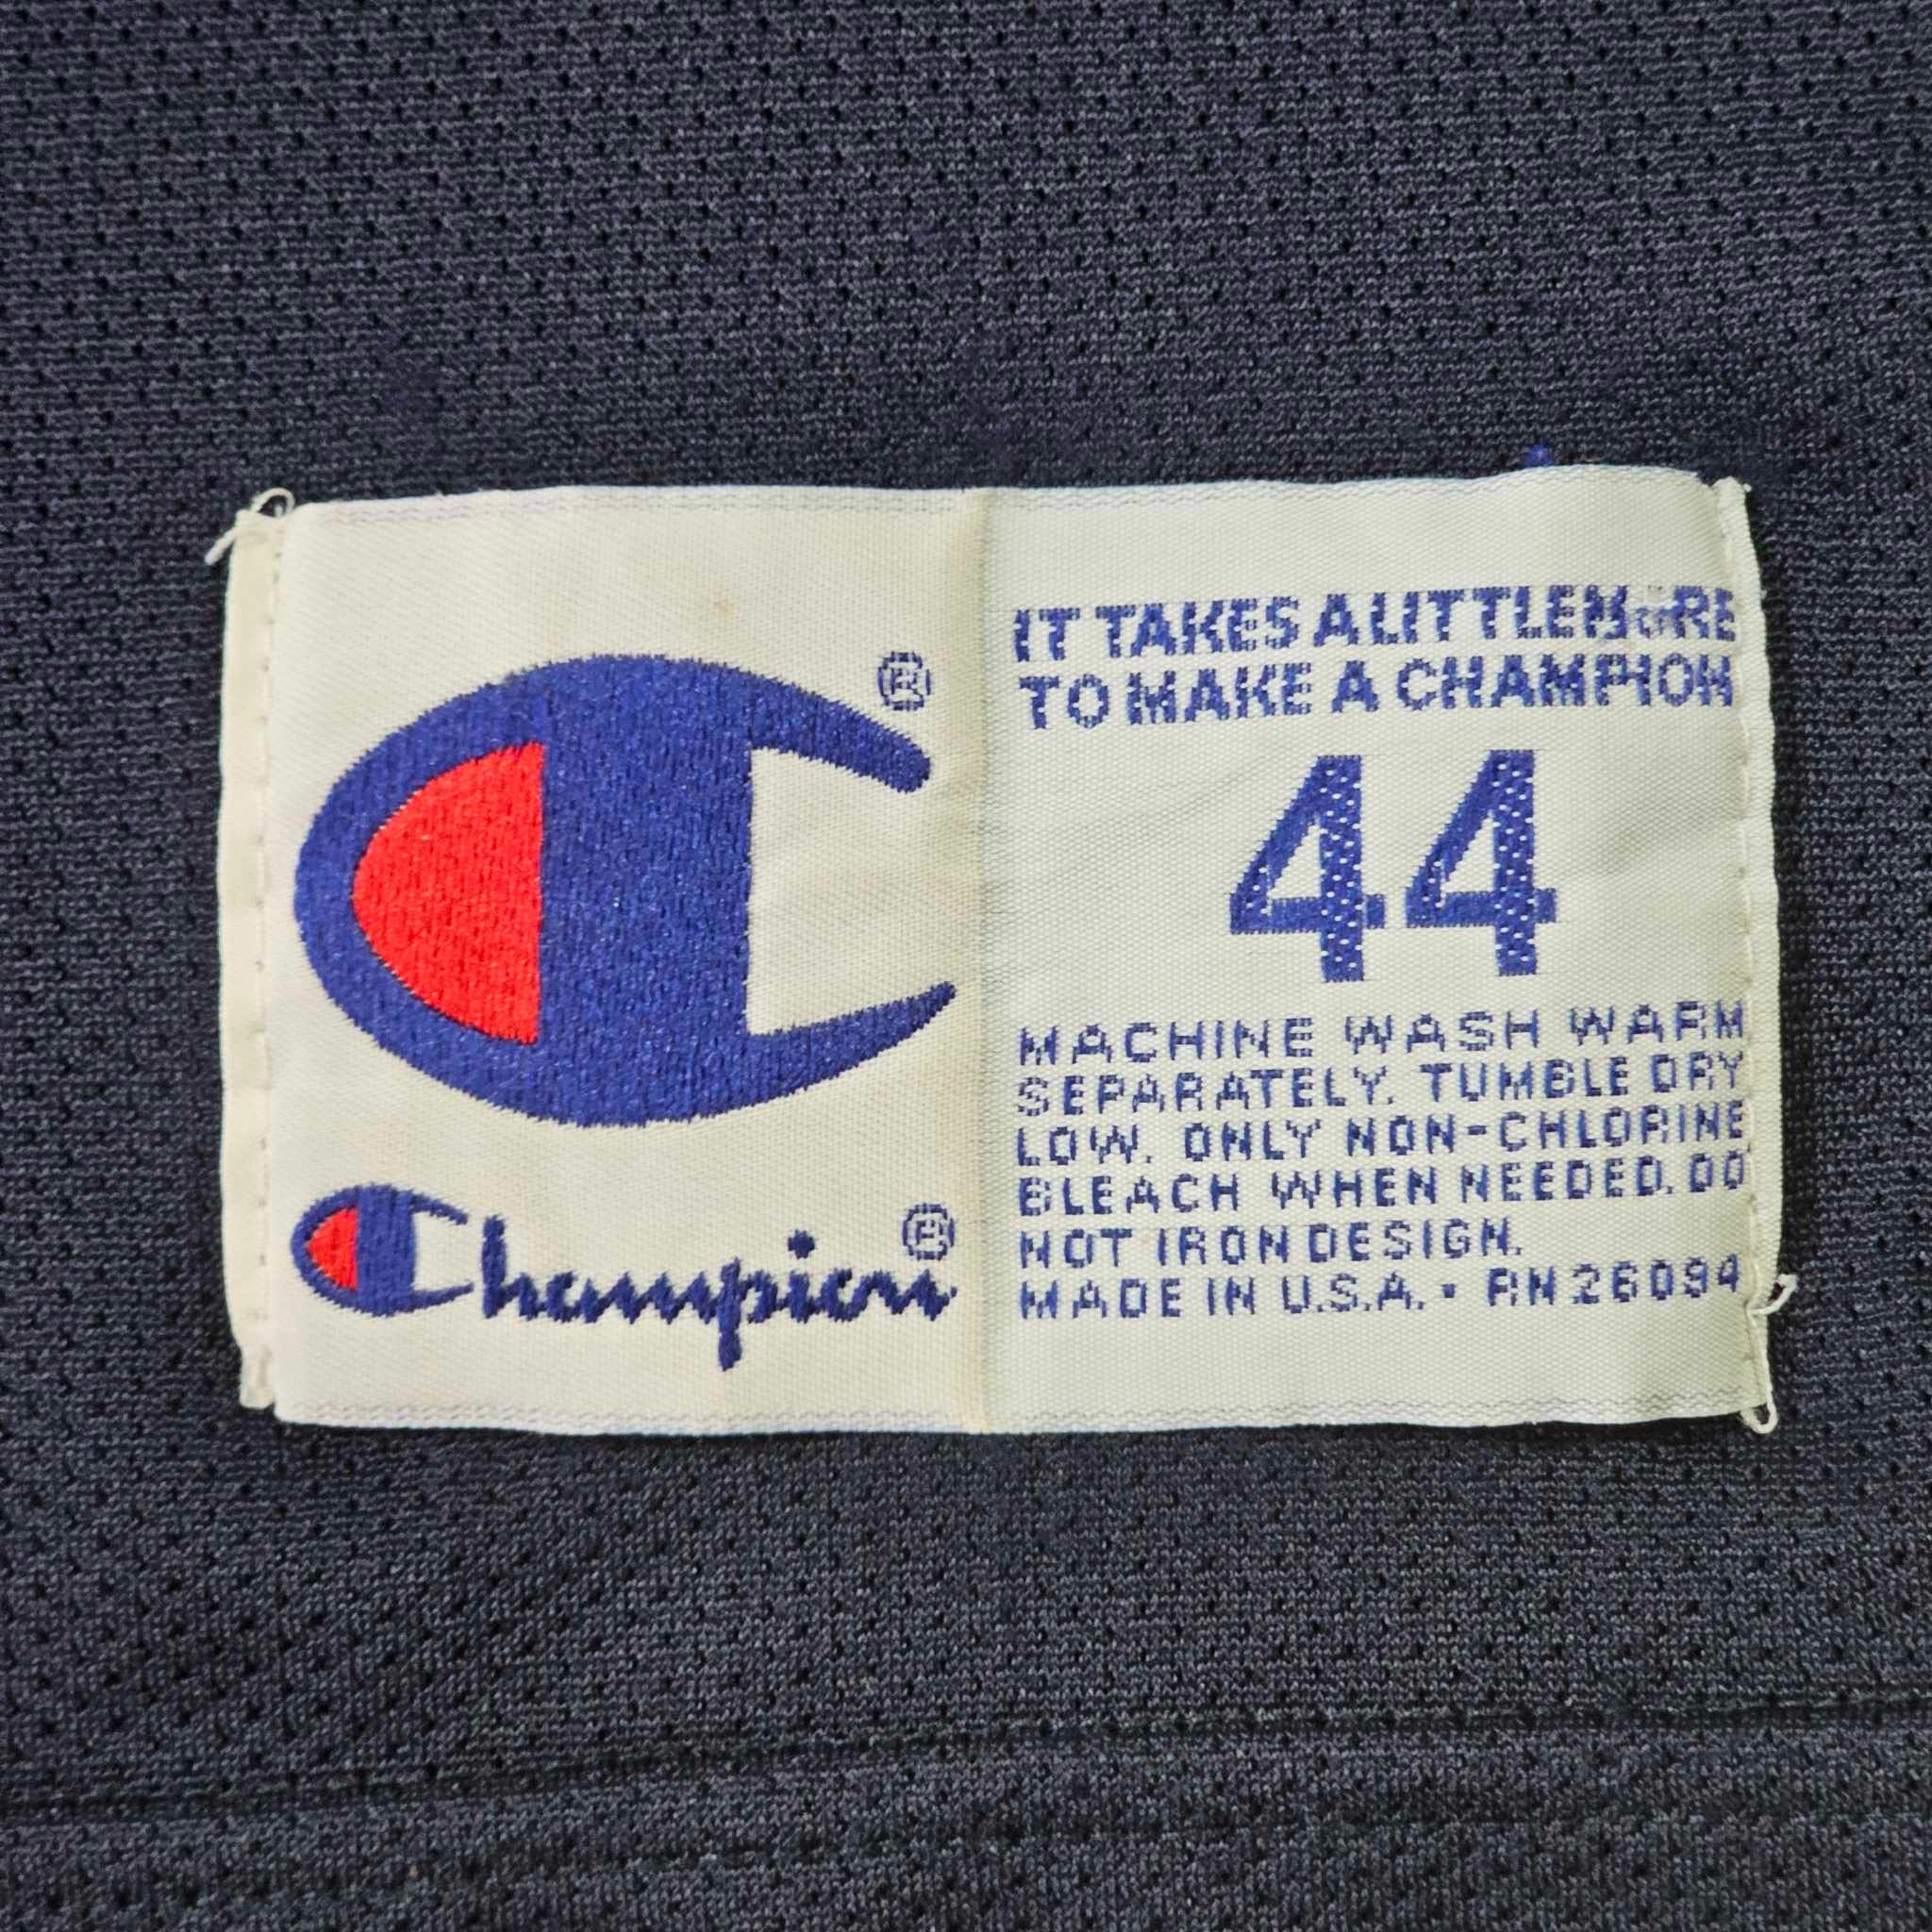 Champion
IT TAKES A LITTLE MORE
TO MAKE A CHAMPION
44
MACHINE WASH WARM
SEPARATELY. TUMBLE DRY
LOW. ONLY NON-CHLORINE
BLEACH WHEN NEEDED. DO
NOT IRON DESIGN.
MADE IN U.S.A. • RN 26094